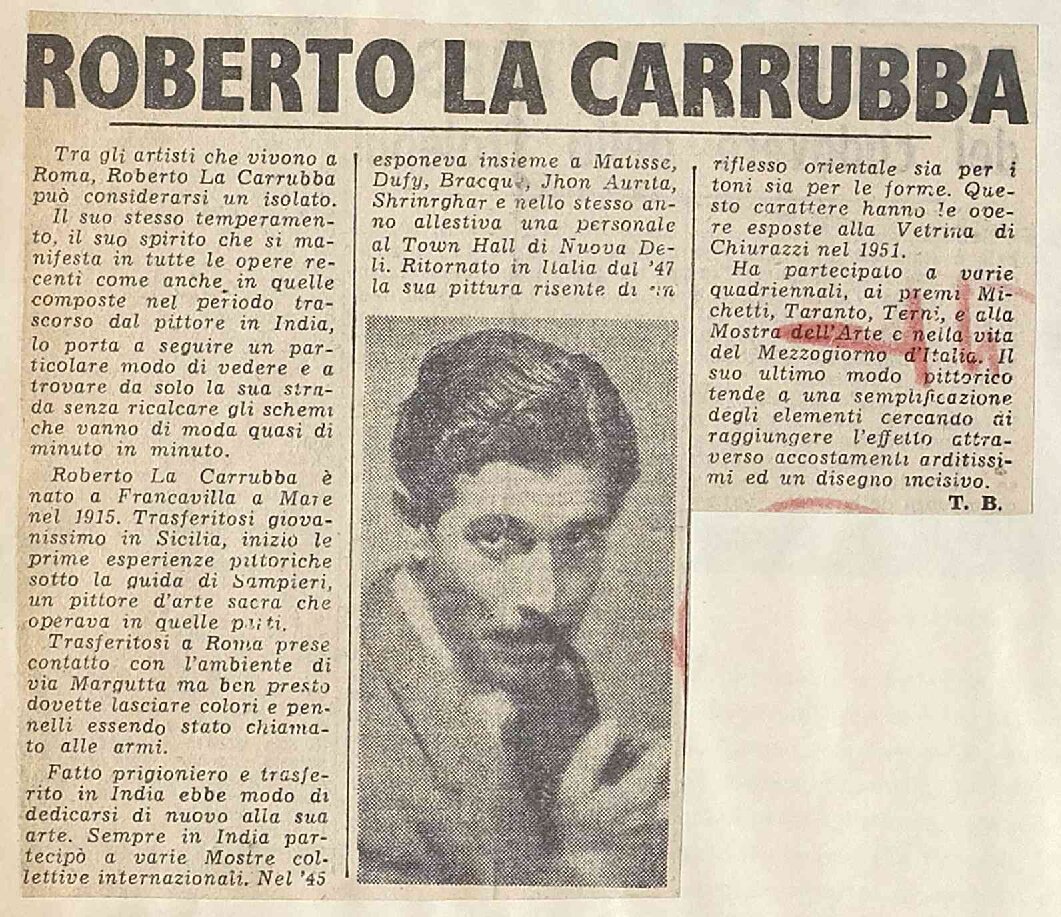 ROBERTO LA CARRUBBA
Tra gli artisti che vivono a
Roma, Roberto La Carrubba
può considerarsi un isolato.
Il suo stesso temperamen-
to, il suo spirito che si ma-
nifesta in tutte le opere re-
centi come anche in quelle
composte nel periodo tra-
scorso dal pittore in India,
lo porta a seguire un par-
ticolare modo di vedere e a
trovare da solo la sua stra-
da senza ricalcare gli schemi
che vanno di moda quasi di
minuto in minuto.
Roberto La Carrubba è
nato a Francavilla a Mare
nel 1915. Trasferitosi giova-
nissimo in Sicilia, inizio le
prime esperienze pittoriche
sotto la guida di Sampieri,
un pittore d'arte sacra che
operava in quelle parti.
Trasferitosi a Roma prese
contatto con l'ambiente di
via Margutta ma ben presto
dovette lasciare colori e pen-
nelli essendo stato chiama-
to alle armi.
Fatto prigioniero e trasfe-
rito in India ebbe modo di
dedicarsi di nuovo alla sua
arte. Sempre in India par-
tecipò a varie Mostre col-
lettive internazionali. Nel '45
esponeva insieme a Matisse,
Dufy, Bracque, Jhon Aurita,
Shrinrghar e nello stesso an-
no allestiva una personale
al Town Hall di Nuova De-
li. Ritornato in Italia dal '47
la sua pittura risente di un
riflesso orientale sia per i
toni sia per le forme. Que-
sto carattere hanno le ope-
re esposte alla Vetrina di
Chiurazzi nel 1951.
Ha partecipato a varie
quadriennali, ai premi Mi-
chetti, Taranto, Terni, e alla
Mostra dell'Arte e nella vita
del Mezzogiorno d'Italia. Il
suo ultimo modo pittorico
tende a una semplificazione
degli elementi cercando di
raggiungere l'effetto attra-
verso accostamenti arditissi-
mi ed un disegno incisivo.
T. B.